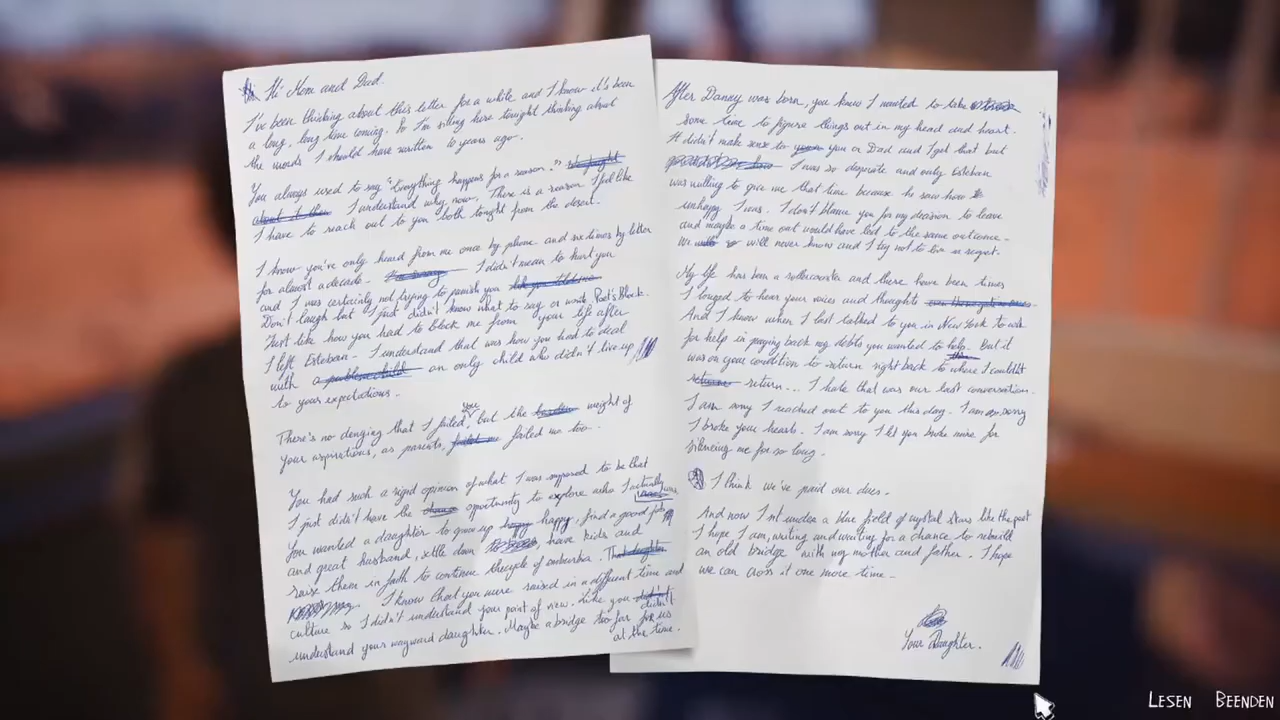 Hi Mom and Dad.
I've been thinking about this letter for a while and I know it's been
a long, long time coming. So I'm siting here tonight thinking about
the words I should have written 10 years ago.
You always used to say "Everything happens for a reason."
I understand why now. There is a reason I feel like
I have to reach out to you both tonight from the desert.
I know you've only heard from me once by phone and six times by letter
for almost a decade. I didn't mean to hurt you
and I was certainly not trying to punish you
Don't laugh but I just didn't know what to say or write. Poet's Block.
Just like how you had to block me from your life after
I left Esteban. I understand that was how you had to deal
with a problem child an only child who didn't live up
to your expectations.
There's no denying that I failed you, but the burden weight of
your aspirations, as parents, failed me failed me too.
You had such a rigid opinion of what I was supposed to be that
I just didn't have the chance opportunity to explore who I actually was
You wanted a daughter to grow up happy, find a good job
and great husband, settle down have kids and
raise them in faith to continue the cycle of suburbia. That daughter
I know that you were raised in a different time and
culture so I didn't understand your point of view. Like you didn't didn't
understand your wayward daughter. Maybe a bridge too far for us
at the time.
After Danny was born, you knew I needed to take
some time to figure things out in my head and heart.
It didn't make sense to you or Dad and I get that but
I was so desperate and only Esteban
was willing to give me that time because he saw how
unhappy I was. I don't blame you for my decision to leave
and maybe a time out would have led to the same outcome.
We will never know and I try not to live in regret.
My life has been a rollercoaster and there have been times
I longed to hear your voices and thoughts
And I know when I last talked to you in New York to ask
for help in paying back my debts you wanted to help. But it
was on your condition to return right back to where I couldn't
return... I hate that was our last conversation.
I am sorry I reached out to you this day. I am so sorry
I broke your hearts. I am sorry I let you broke mine for
silencing me for so long.
I think we've paid our dues.
And now I sit under a blue field of crystal stars like the poet
I hope I am, writing and waiting for a chance to rebuild
an old bridge with my mother and father. I hope
we can cross it one more time.
Your Daughter.
LESEN BEENDEN